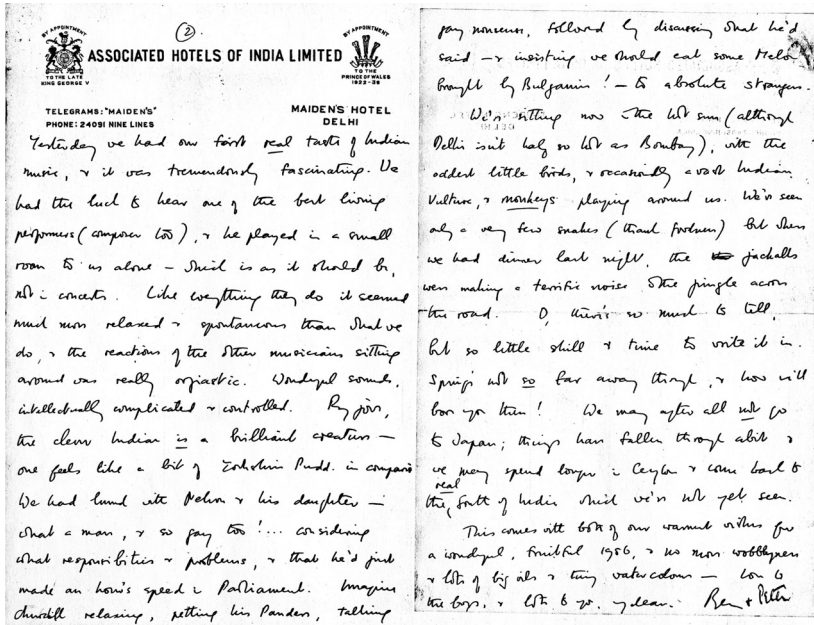 (2)
BY APPOINTMENT
TO THE LATE
KING GEORGE V
ASSOCIATED HOTELS OF INDIA LIMITED
BY APPOINTMENT
TO THE
PRINCE OF WALES
1922-36
TELEGRAMS: "MAIDEN'S"
PHONE: 24091 NINE LINES
MAIDEN'S HOTEL
DELHI
Yesterday we had our first real taste of Indian
music, & it was tremendously fascinating. We
had the luck to hear one of the best living
performers (composer too), & he played in a small
room to us alone – which is as it should be,
not in concerts. Like everything they do it seemed
much more relaxed & spontaneous than what we
do, & the reactions of the other musicians sitting
around was really orgiastic. Wonderful sounds,
intellectually complicated & controlled. By jove,
the clever Indian is a brilliant creature –
one feels like a bit of Yorkshire Pudd. in comparison
We had lunch with Nehru & his daughter –
what a man, & so gay too!... considering
what responsibilities & problems, & that he'd just
made an hour's speech in Parliament. Imagine
Churchill relaxing, petting his Pandas, talking
gay nonsense, followed by discussing what he'd
said – & insisting we should eat some Melon
brought by Bulganin! – to absolute strangers.
We're sitting now in the hot sun (although
Delhi isn't half so hot as Bombay), with the
oddest little birds, & occasionally a vast Indian
Vulture, & monkeys playing around us. We've seen
only a very few snakes (thank goodness) but when
we had dinner last night, the jackalls
were making a terrific noise in the jungle across
the road. O, there's so much to tell,
but so little skill & time to write it in.
Spring's not so far away though, & how i'll
bore you then! We may after all not go
to Japan; things have fallen through a bit &
we may spend longer in Ceylon & come back to
the real South of India which we've not yet seen.
This comes with both of our warmest wishes for
a wonderful, fruitful 1956, & no more wobblyness
& lots of big oils & tiny watercolours – love to
the boys, & lots to you, my dear.– Ben & Peter